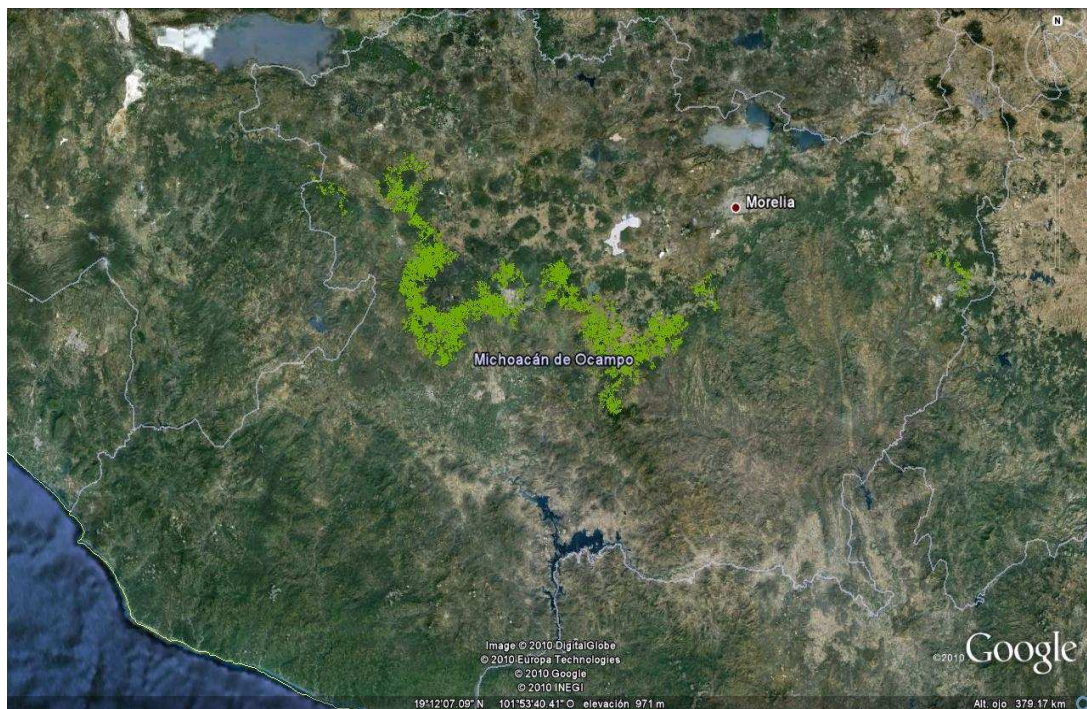 N
Morelia
Michoacán de Ocampo
Image © 2010 DigitalGlobe
© 2010 Europa Technologies
© 2010 Google
© 2010 INEGI
©2010 Google
19°12'07.09" N 101°53'40.41" O elevación 971 m
Alt. ojo 379.17 km